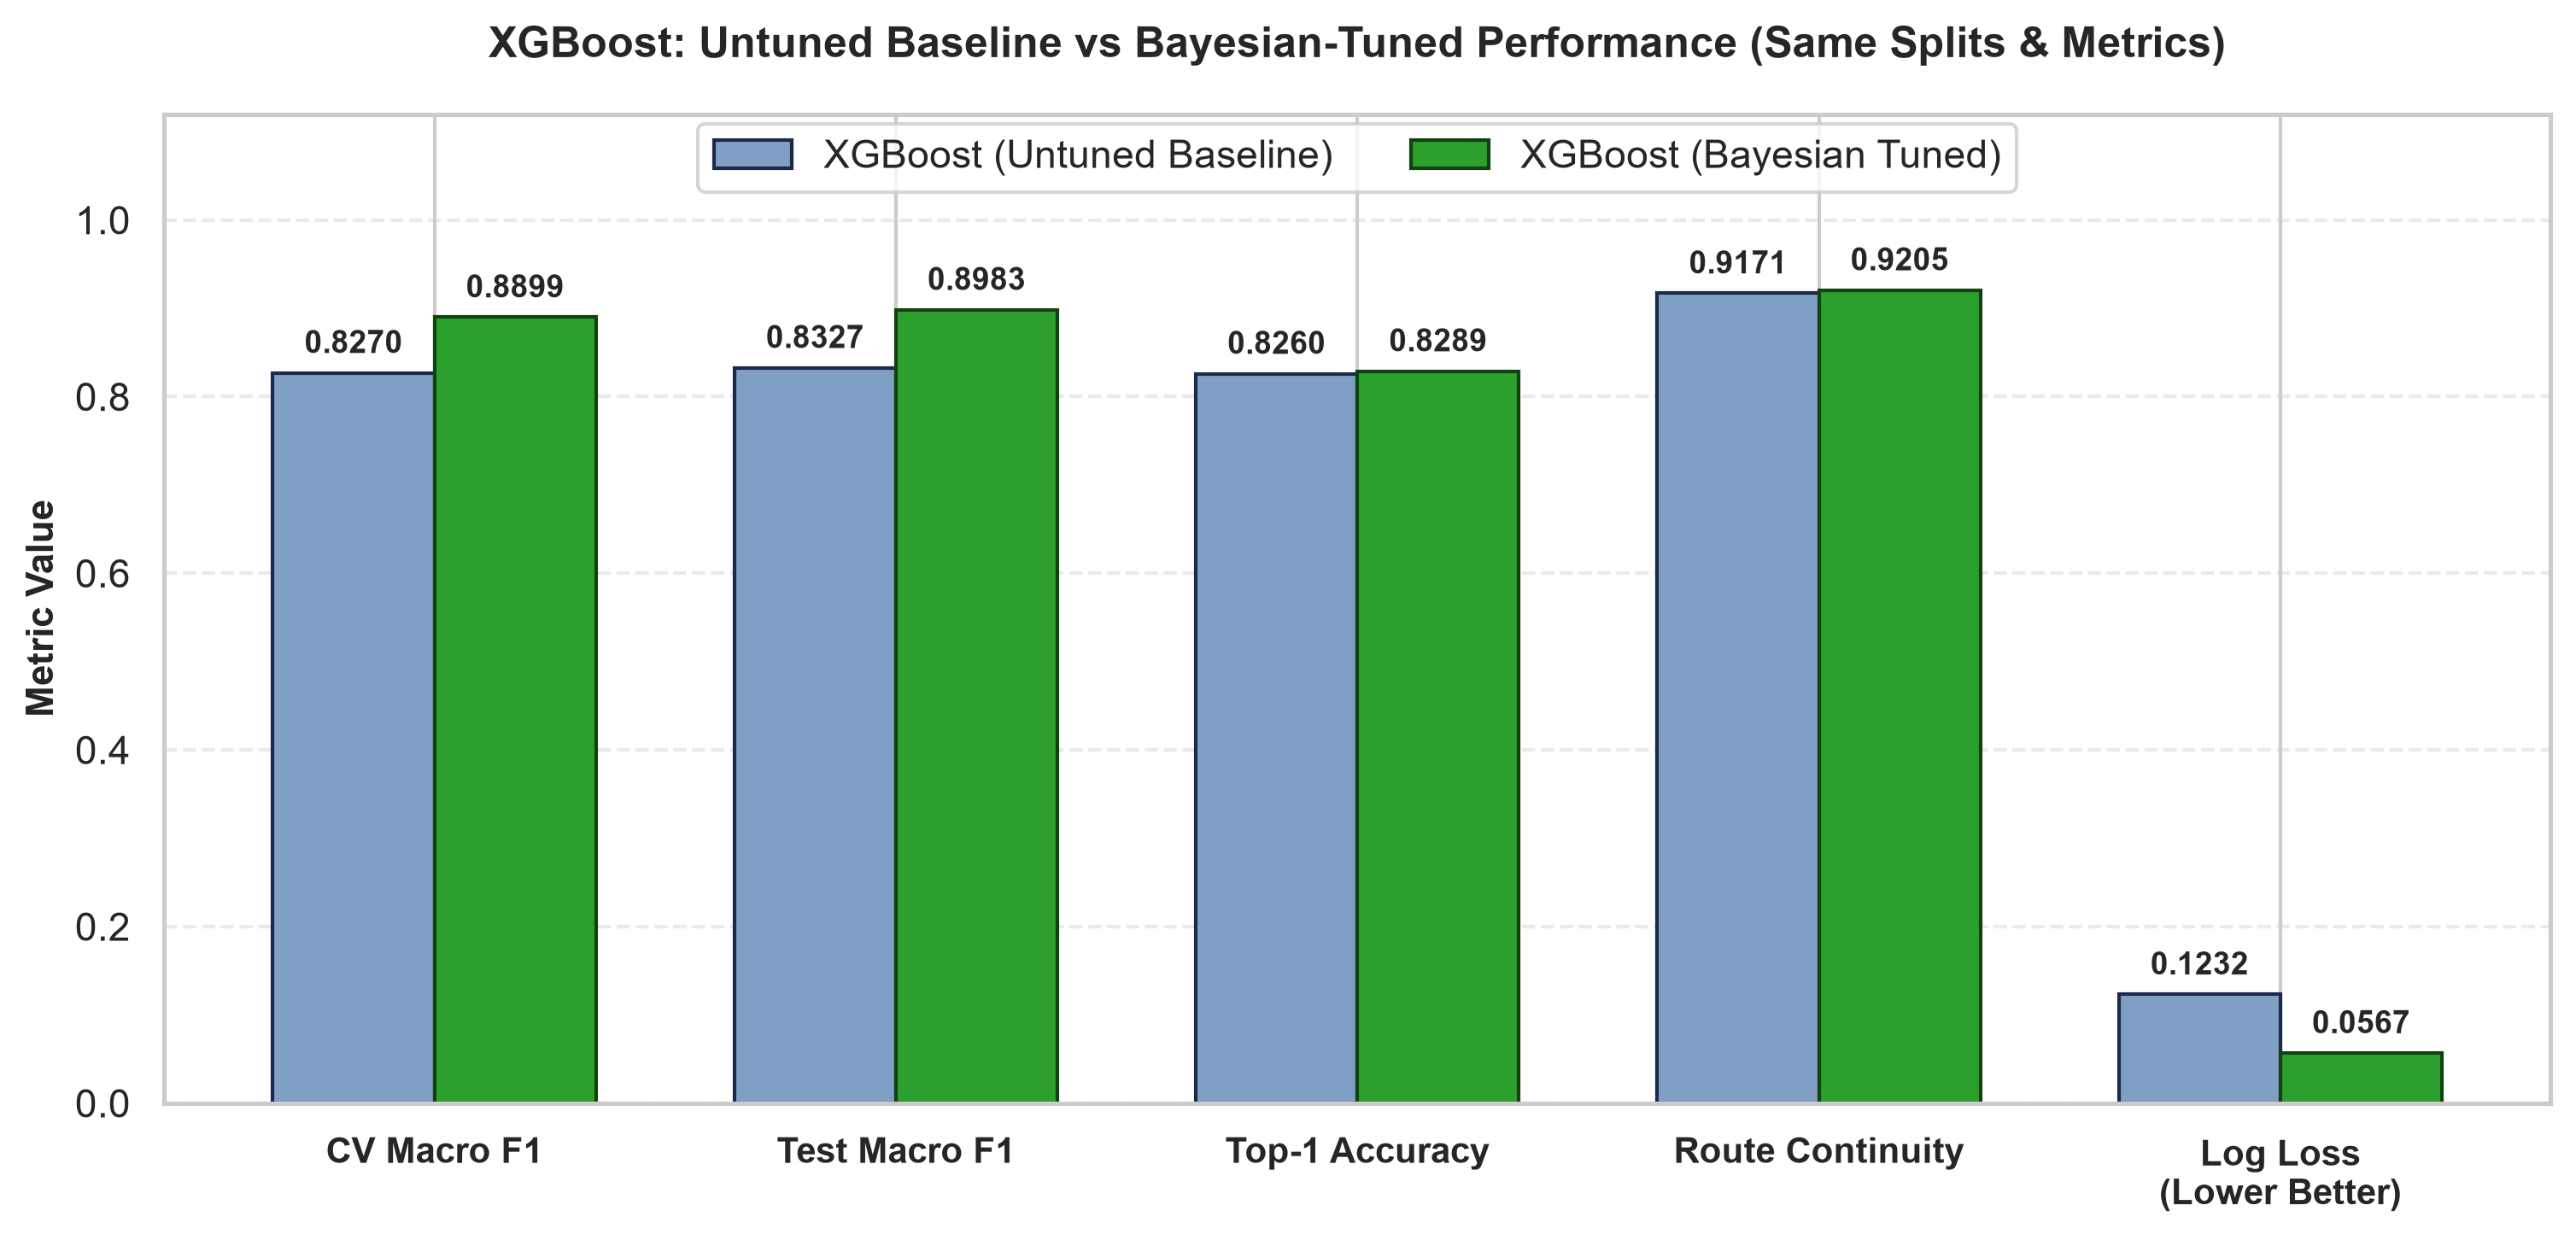 XGBoost: Untuned Baseline vs Bayesian-Tuned Performance (Same Splits & Metrics)
XGBoost (Untuned Baseline)
XGBoost (Bayesian Tuned)
Metric Value
1.0
0.8
0.6
0.4
0.2
0.0
0.8270
0.8899
0.8327
0.8983
0.8260
0.8289
0.9171
0.9205
0.1232
0.0567
CV Macro F1
Test Macro F1
Top-1 Accuracy
Route Continuity
Log Loss
(Lower Better)